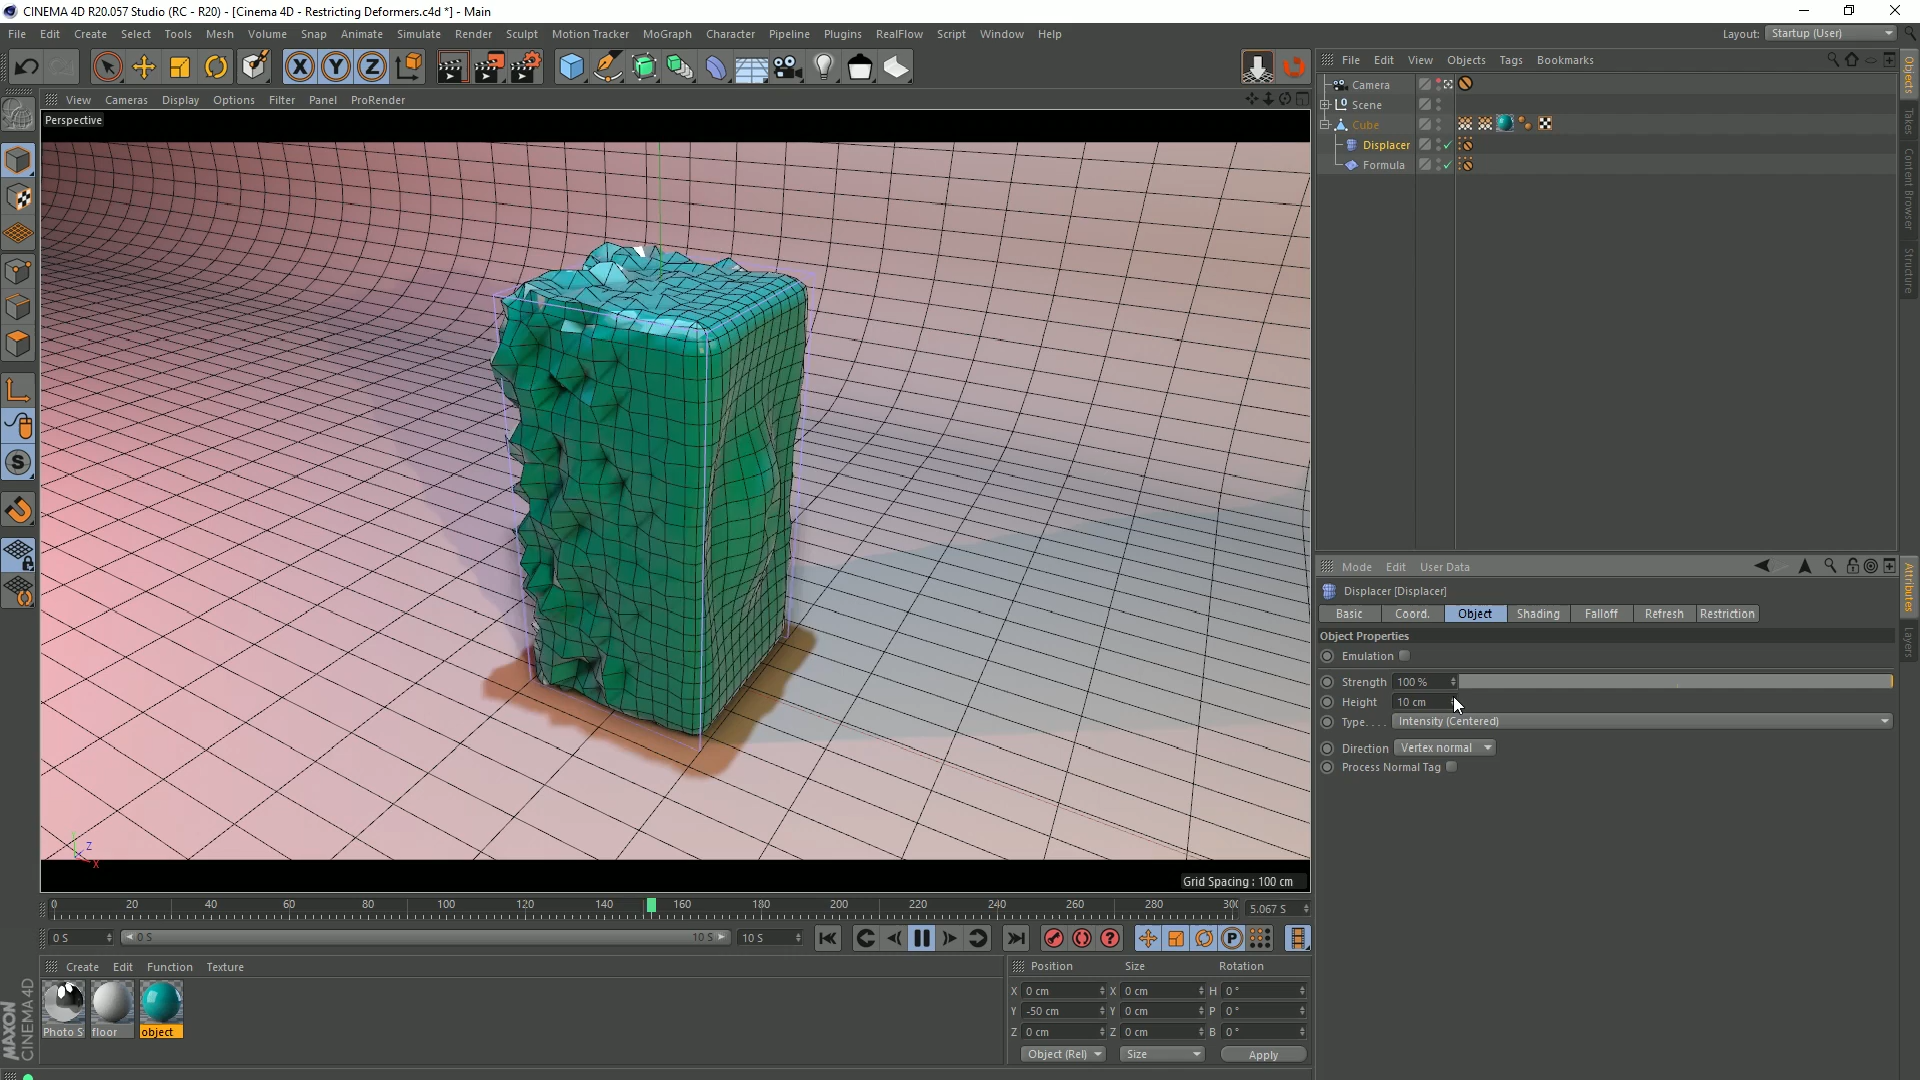 CINEMA 4D R20.057 Studio (RC - R20) - [Cinema 4D - Restricting Deformers.c4d *] - Main
File Edit Create Select Tools Mesh Volume Snap Animate Simulate Render Sculpt Motion Tracker MoGraph Character Pipeline Plugins RealFlow Script Window Help
Layout: Startup (User)
X Y Z
File Edit View Objects Tags Bookmarks
View Cameras Display Options Filter Panel ProRender
Perspective
Camera
Scene
Cube
Displacer
Formula
Objects
Takes
Content Browser
Structure
Mode Edit User Data
Displacer [Displacer]
Basic Coord. Object Shading Falloff Refresh Restriction
Object Properties
Emulation
Strength 100 %
Height 10 cm
Type. . . . Intensity (Centered)
Direction Vertex normal
Process Normal Tag
Attributes
Layers
Y
Z
X
Grid Spacing : 100 cm
0 20 40 60 80 100 120 140 160 180 200 220 240 260 280 300
5.067 S
0 S 0 S 10 S 10 S
Create Edit Function Texture
Photo S floor object
Position Size Rotation
X 0 cm X 0 cm H 0 °
Y -50 cm Y 0 cm P 0 °
Z 0 cm Z 0 cm B 0 °
Object (Rel) Size Apply
MAXON
CINEMA 4D